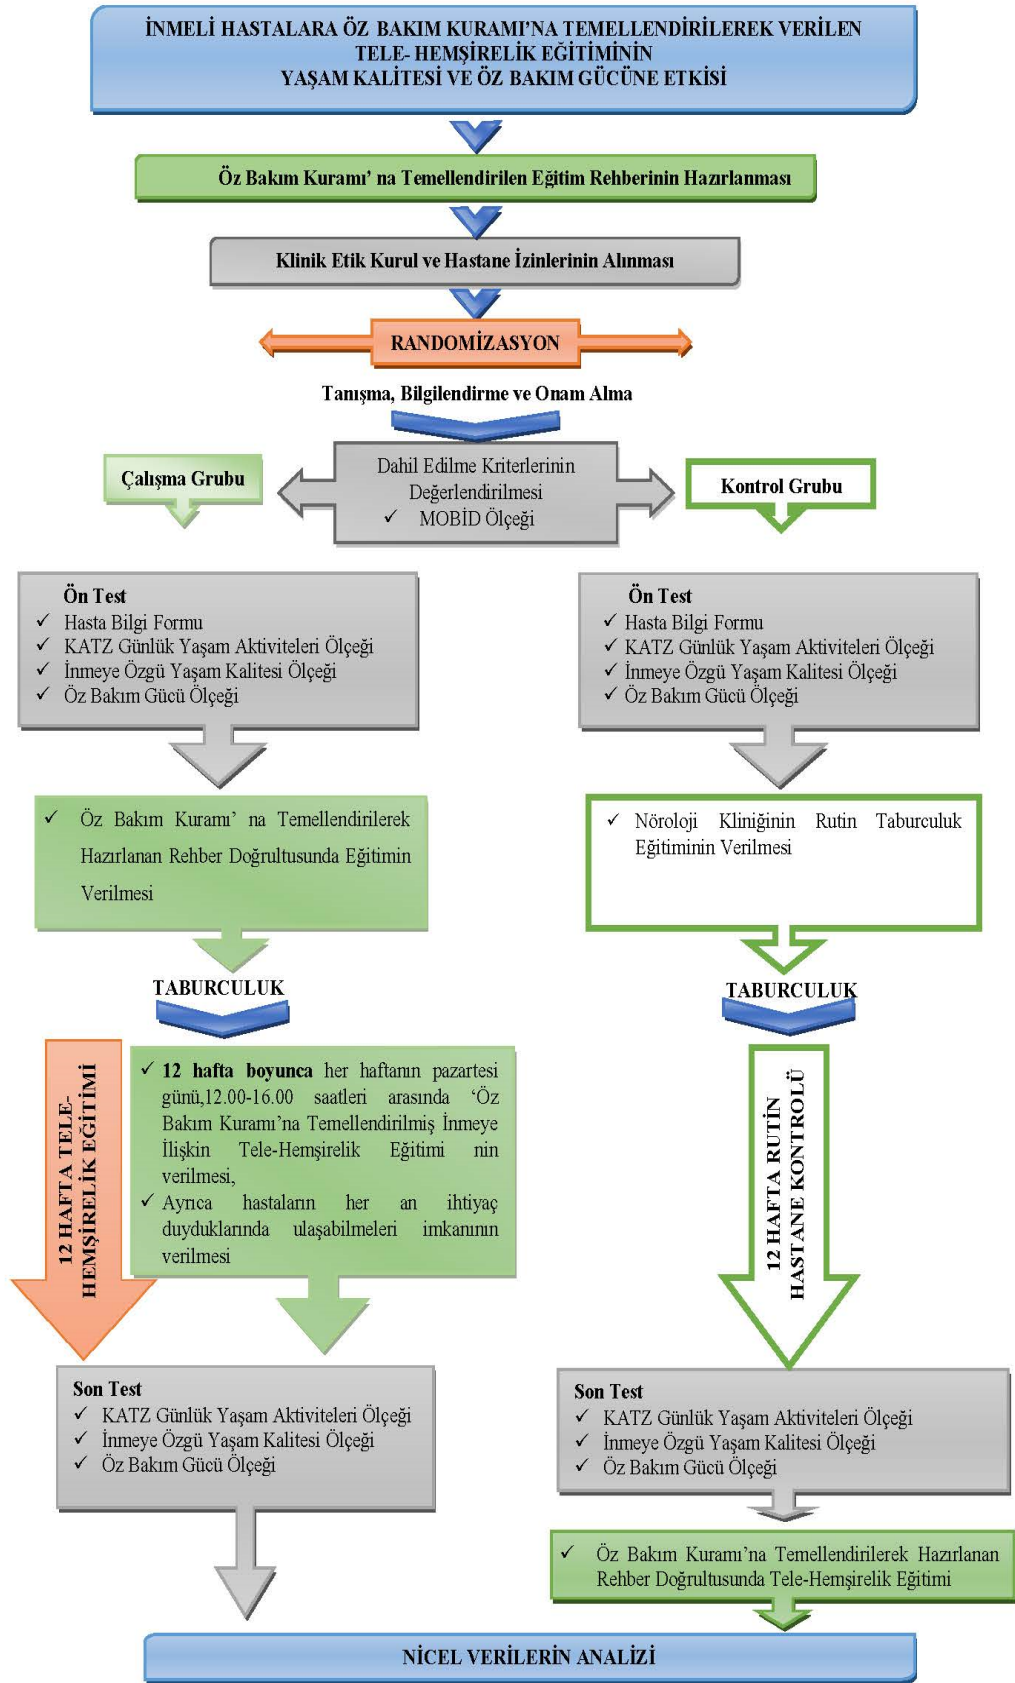 İNMELİ HASTALARA ÖZ BAKIM KURAMI’NA TEMELLENDİRİLEREK VERİLEN
TELE- HEMŞİRELİK EĞİTİMİNİN
YAŞAM KALİTESİ VE ÖZ BAKIM GÜCÜNE ETKİSİ
Öz Bakım Kuramı’ na Temellendirilen Eğitim Rehberinin Hazırlanması
Klinik Etik Kurul ve Hastane İzinlerinin Alınması
RANDOMİZASYON
Tanışma, Bilgilendirme ve Onam Alma
Dahil Edilme Kriterlerinin
Değerlendirilmesi
✓ MOBİD Ölçeği
Çalışma Grubu
Kontrol Grubu
Ön Test
✓ Hasta Bilgi Formu
✓ KATZ Günlük Yaşam Aktiviteleri Ölçeği
✓ İnmeye Özgü Yaşam Kalitesi Ölçeği
✓ Öz Bakım Gücü Ölçeği
Ön Test
✓ Hasta Bilgi Formu
✓ KATZ Günlük Yaşam Aktiviteleri Ölçeği
✓ İnmeye Özgü Yaşam Kalitesi Ölçeği
✓ Öz Bakım Gücü Ölçeği
✓ Öz Bakım Kuramı’ na Temellendirilerek
Hazırlanan Rehber Doğrultusunda Eğitimin
Verilmesi
✓ Nöroloji Kliniğinin Rutin Taburculuk
Eğitiminin Verilmesi
TABURCULUK
TABURCULUK
12 HAFTA TELE-
HEMŞİRELİK EĞİTİMİ
✓ 12 hafta boyunca her haftanın pazartesi
günü,12.00-16.00 saatleri arasında ‘Öz
Bakım Kuramı’na Temellendirilmiş İnmeye
İlişkin Tele-Hemşirelik Eğitimi nin
verilmesi,
✓ Ayrıca hastaların her an ihtiyaç
duyduklarında ulaşabilmeleri imkanının
verilmesi
12 HAFTA RUTİN
HASTANE KONTROLÜ
Son Test
✓ KATZ Günlük Yaşam Aktiviteleri Ölçeği
✓ İnmeye Özgü Yaşam Kalitesi Ölçeği
✓ Öz Bakım Gücü Ölçeği
Son Test
✓ KATZ Günlük Yaşam Aktiviteleri Ölçeği
✓ İnmeye Özgü Yaşam Kalitesi Ölçeği
✓ Öz Bakım Gücü Ölçeği
✓ Öz Bakım Kuramı’na Temellendirilerek Hazırlanan
Rehber Doğrultusunda Tele-Hemşirelik Eğitimi
NİCEL VERİLERİN ANALİZİ